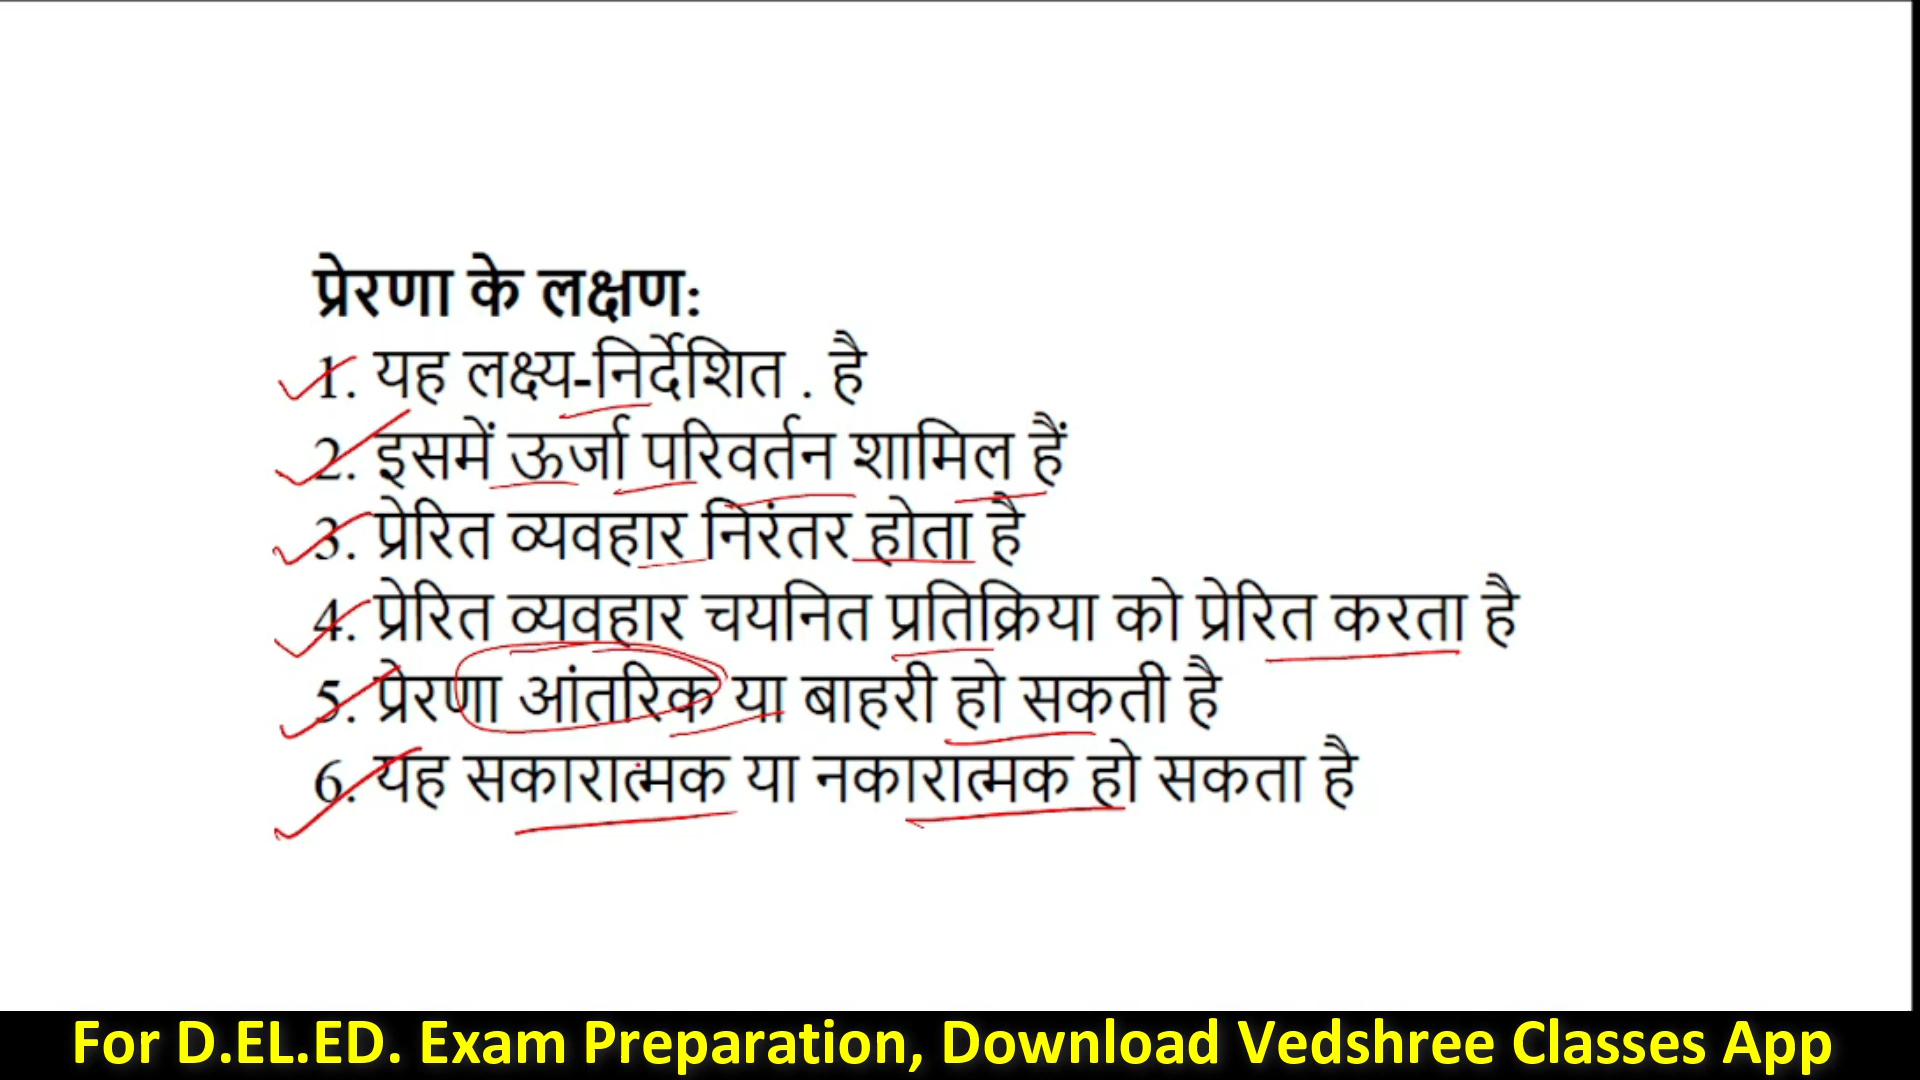 प्रेरणा के लक्षण:
1. यह लक्ष्य-निर्देशित . है
2. इसमें ऊर्जा परिवर्तन शामिल हैं
3. प्रेरित व्यवहार निरंतर होता है
4. प्रेरित व्यवहार चयनित प्रतिक्रिया को प्रेरित करता है
5. प्रेरणा आंतरिक या बाहरी हो सकती है
6. यह सकारात्मक या नकारात्मक हो सकता है
For D.EL.ED. Exam Preparation, Download Vedshree Classes App